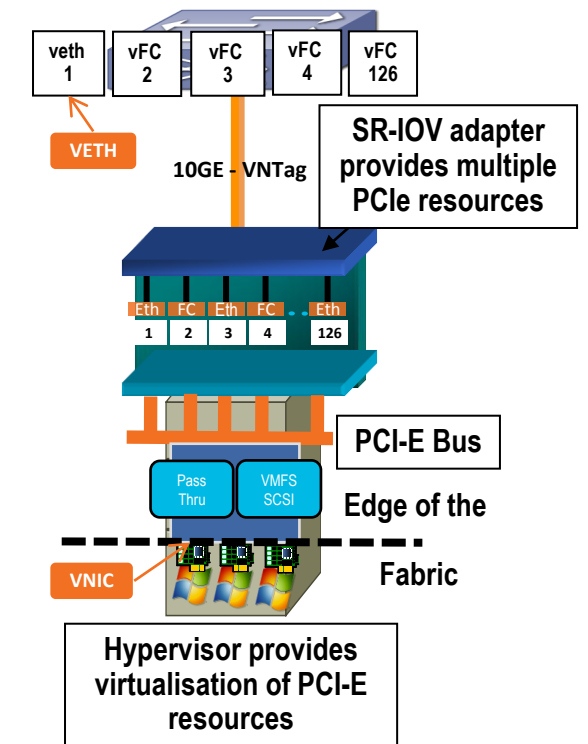 veth
1
vFC
2
vFC
3
vFC
4
vFC
126
VETH
SR-IOV adapter
provides multiple
PCIe resources
10GE - VNTag
Eth
FC
Eth
FC
Eth
1
2
3
4
126
PCI-E Bus
Pass
Thru
VMFS
SCSI
Edge of the
Fabric
VNIC
Hypervisor provides
virtualisation of PCI-E
resources